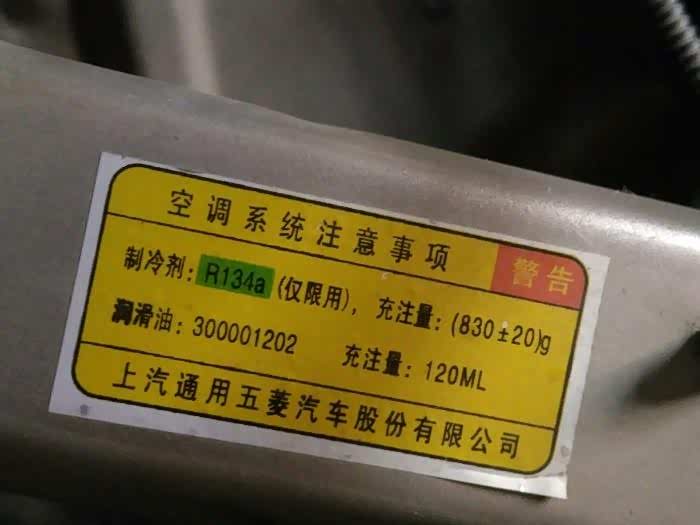 空调系统注意事项 警告
制冷剂：R134a (仅限用)，充注量：(830±20)g
润滑油：300001202 充注量：120ML
上汽通用五菱汽车股份有限公司